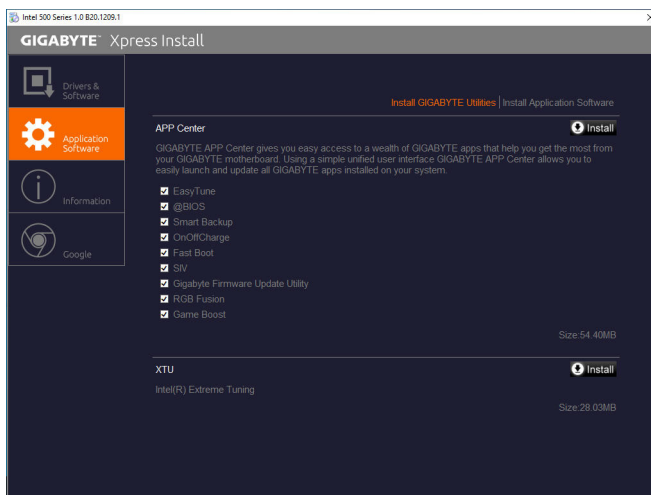 Intel 500 Series 1.0 B20.1209.1
GIGABYTE™ Xpress Install
Drivers &
Software
Application
Software
Information
Google
Install GIGABYTE Utilities | Install Application Software
APP Center
Install
GIGABYTE APP Center gives you easy access to a wealth of GIGABYTE apps that help you get the most from
your GIGABYTE motherboard. Using a simple unified user interface GIGABYTE APP Center allows you to
easily launch and update all GIGABYTE apps installed on your system.
EasyTune
@BIOS
Smart Backup
OnOffCharge
Fast Boot
SIV
Gigabyte Firmware Update Utility
RGB Fusion
Game Boost
Size:54.40MB
XTU
Install
Intel(R) Extreme Tuning
Size:28.03MB